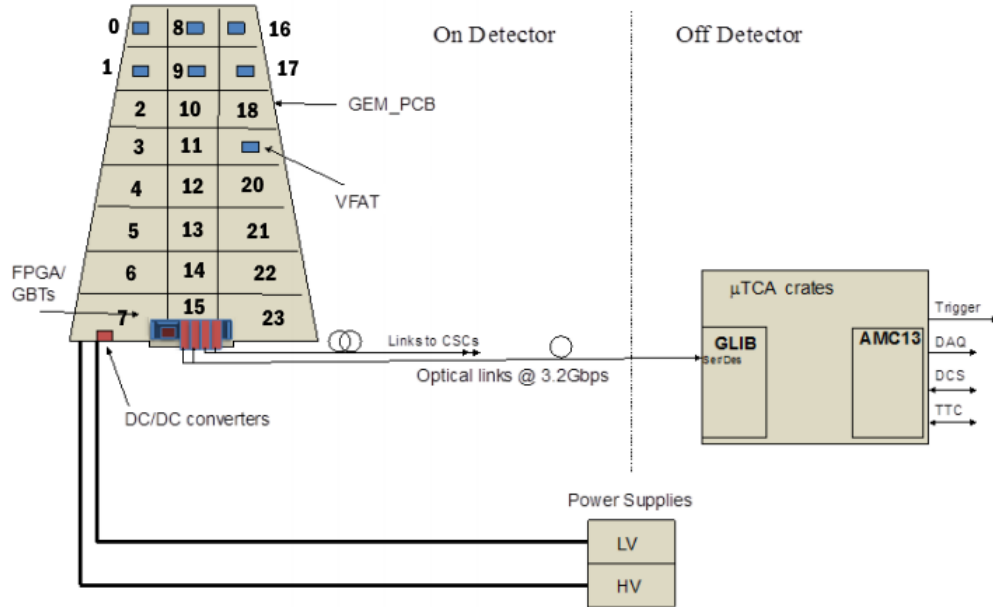 On Detector
Off Detector
0
8
16
1
9
17
2
10
18
GEM_PCB
3
11
VFAT
4
12
20
5
13
21
6
14
22
FPGA/
GBTs
7
15
23
DC/DC converters
Links to CSCs
Optical links @ 3.2Gbps
μTCA crates
GLIB
SerDes
AMC13
Trigger
DAQ
DCS
TTC
Power Supplies
LV
HV